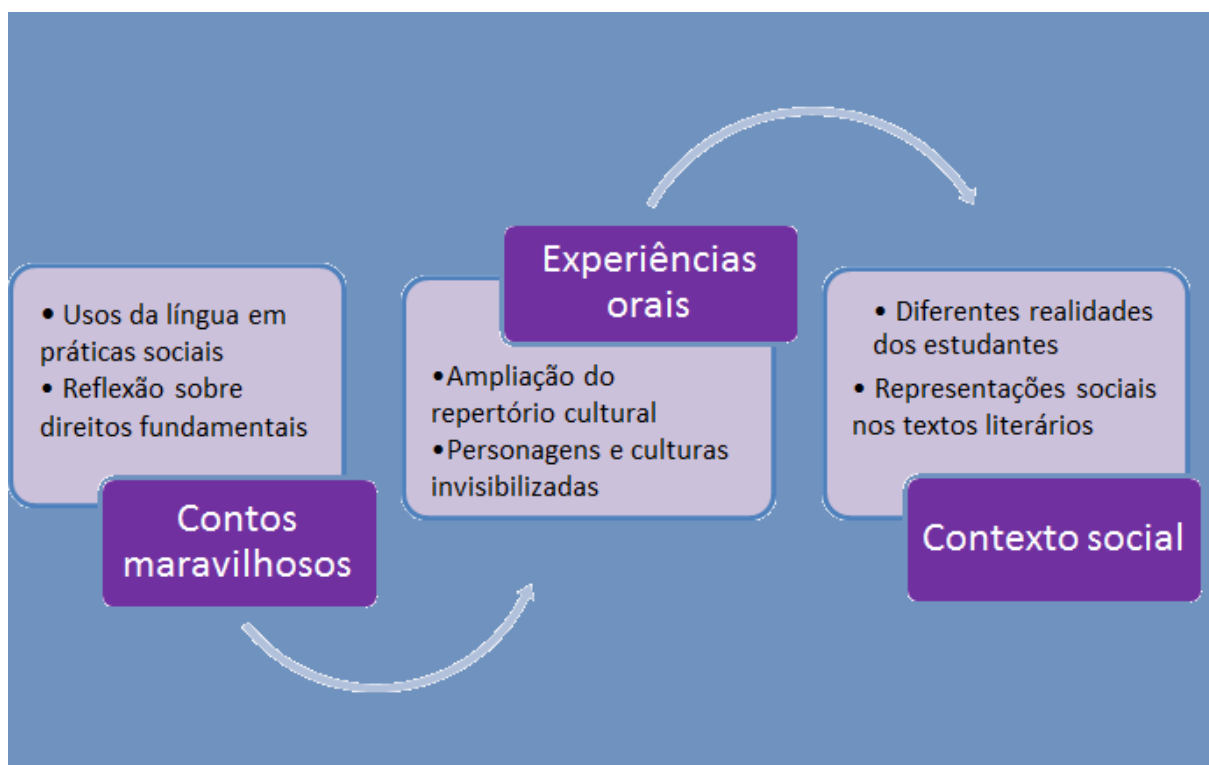 • Usos da língua em
práticas sociais
• Reflexão sobre
direitos fundamentais
Contos
maravilhosos
Experiências
orais
•Ampliação do
repertório cultural
•Personagens e culturas
invisibilizadas
• Diferentes realidades
dos estudantes
• Representações sociais
nos textos literários
Contexto social